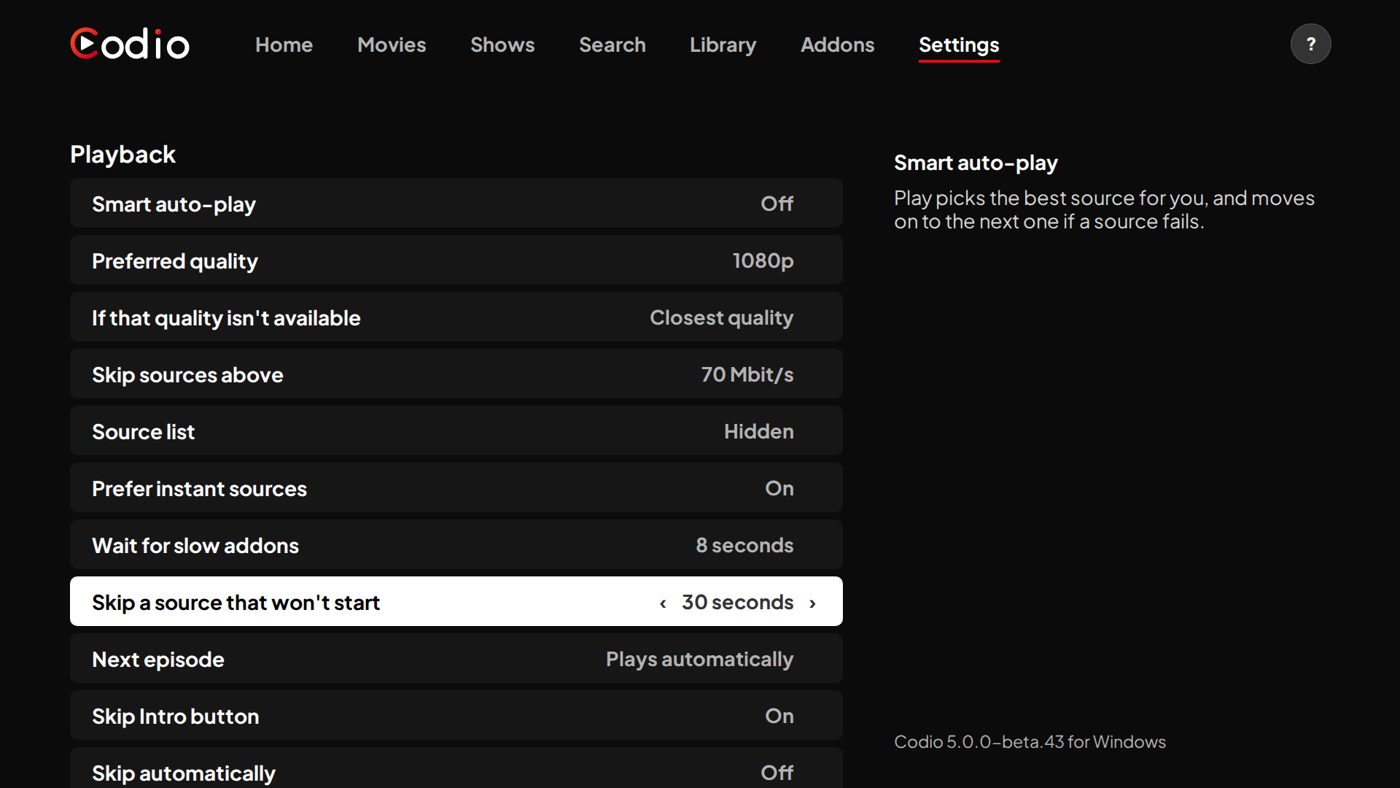 Codio
Home
Movies
Shows
Search
Library
Addons
Settings
?
Playback
Smart auto-play
Off
Preferred quality
1080p
If that quality isn't available
Closest quality
Skip sources above
70 Mbit/s
Source list
Hidden
Prefer instant sources
On
Wait for slow addons
8 seconds
Skip a source that won't start
‹ 30 seconds ›
Next episode
Plays automatically
Skip Intro button
On
Skip automatically
Off
Smart auto-play
Play picks the best source for you, and moves
on to the next one if a source fails.
Codio 5.0.0-beta.43 for Windows